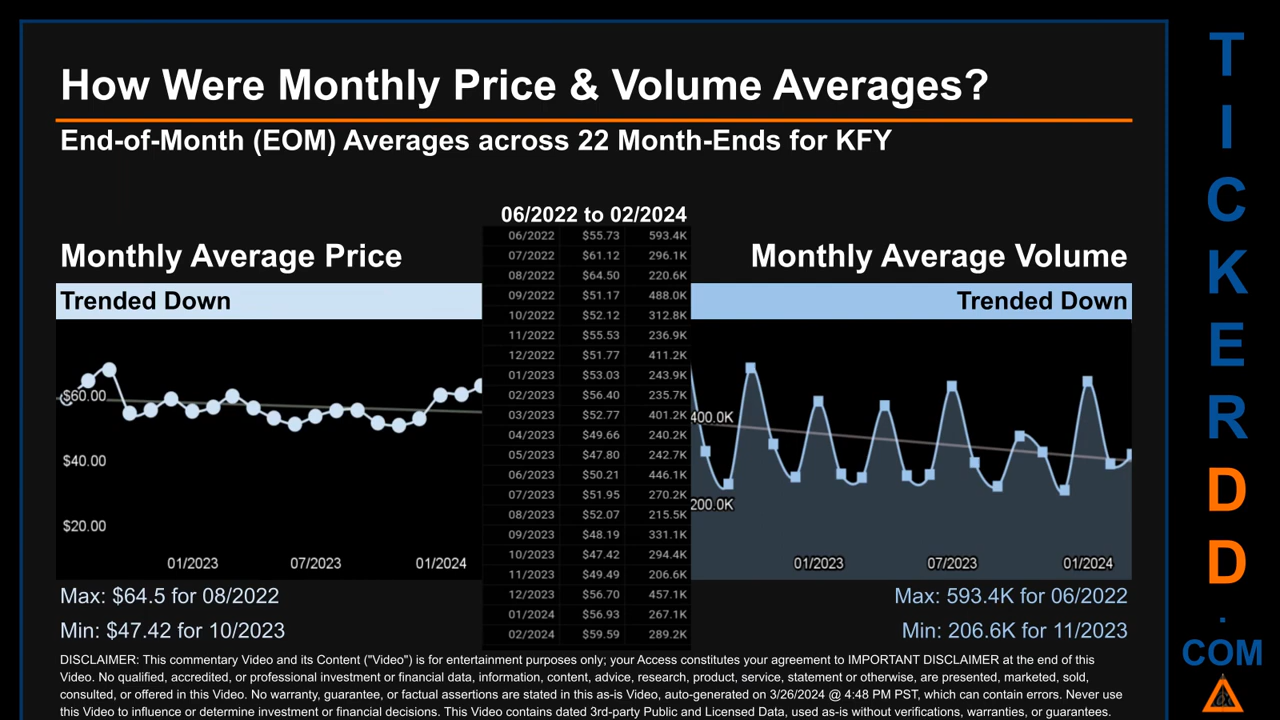 How Were Monthly Price & Volume Averages?
End-of-Month (EOM) Averages across 22 Month-Ends for KFY
06/2022 to 02/2024
Monthly Average Price
Trended Down
$60.00
$40.00
$20.00
01/2023 07/2023 01/2024
Max: $64.5 for 08/2022
Min: $47.42 for 10/2023
06/2022 $55.73 593.4K
07/2022 $61.12 296.1K
08/2022 $64.50 220.6K
09/2022 $51.17 488.0K
10/2022 $52.12 312.8K
11/2022 $55.53 236.9K
12/2022 $51.77 411.2K
01/2023 $53.03 243.9K
02/2023 $56.40 235.7K
03/2023 $52.77 401.2K
04/2023 $49.66 240.2K
05/2023 $47.80 242.7K
06/2023 $50.21 446.1K
07/2023 $51.95 270.2K
08/2023 $52.07 215.5K
09/2023 $48.19 331.1K
10/2023 $47.42 294.4K
11/2023 $49.49 206.6K
12/2023 $56.70 457.1K
01/2024 $56.93 267.1K
02/2024 $59.59 289.2K
Monthly Average Volume
Trended Down
400.0K
200.0K
01/2023 07/2023 01/2024
Max: 593.4K for 06/2022
Min: 206.6K for 11/2023
DISCLAIMER: This commentary Video and its Content ("Video") is for entertainment purposes only; your Access constitutes your agreement to IMPORTANT DISCLAIMER at the end of this
Video. No qualified, accredited, or professional investment or financial data, information, content, advice, research, product, service, statement or otherwise, are presented, marketed, sold,
consulted, or offered in this Video. No warranty, guarantee, or factual assertions are stated in this as-is Video, auto-generated on 3/26/2024 @ 4:48 PM PST, which can contain errors. Never use
this Video to influence or determine investment or financial decisions. This Video contains dated 3rd-party Public and Licensed Data, used as-is without verifications, warranties, or guarantees.
T
I
C
K
E
R
D
D
.
COM